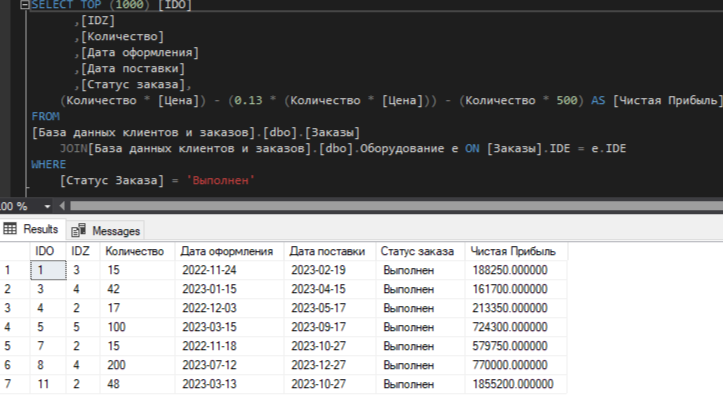 SELECT TOP (1000) [IDO]
,[IDZ]
,[Количество]
,[Дата оформления]
,[Дата поставки]
,[Статус заказа],
(Количество * [Цена]) - (0.13 * (Количество * [Цена])) - (Количество * 500) AS [Чистая Прибыль]
FROM
[База данных клиентов и заказов].[dbo].[Заказы]
JOIN[База данных клиентов и заказов].[dbo].Оборудование e ON [Заказы].IDE = e.IDE
WHERE
[Статус Заказа] = 'Выполнен'
00 %
Results Messages
IDO IDZ Количество Дата оформления Дата поставки Статус заказа Чистая Прибыль
1 1 3 15 2022-11-24 2023-02-19 Выполнен 188250.000000
2 3 4 42 2023-01-15 2023-04-15 Выполнен 161700.000000
3 4 2 17 2022-12-03 2023-05-17 Выполнен 213350.000000
4 5 5 100 2023-03-15 2023-09-17 Выполнен 724300.000000
5 7 2 15 2022-11-18 2023-10-27 Выполнен 579750.000000
6 8 4 200 2023-07-12 2023-12-27 Выполнен 770000.000000
7 11 2 48 2023-03-13 2023-10-27 Выполнен 1855200.000000